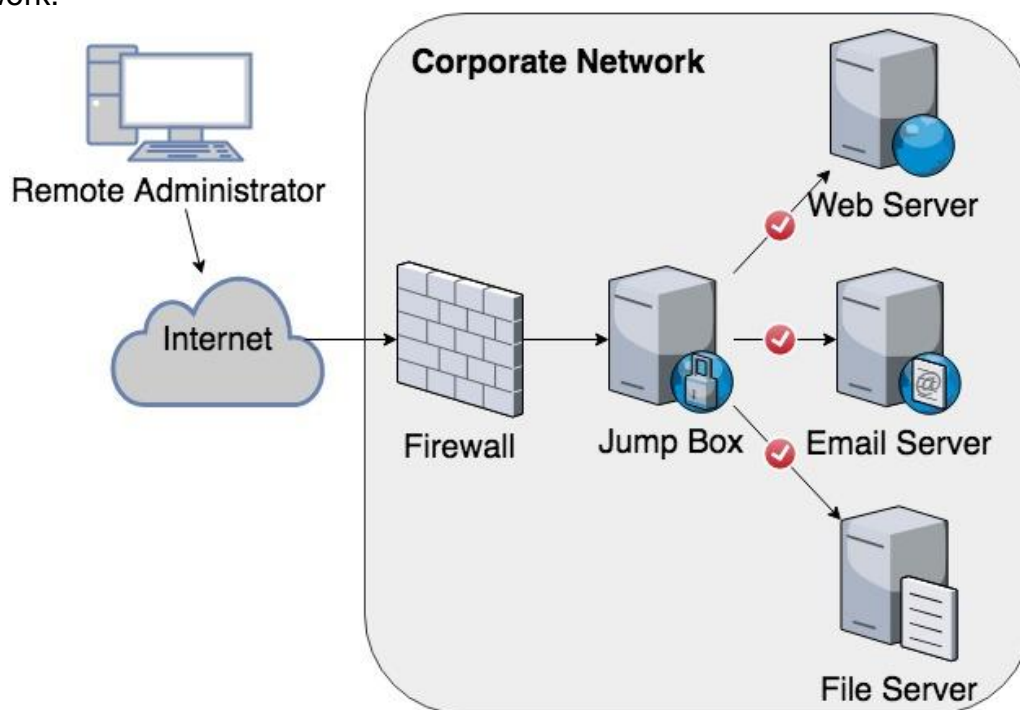 Corporate Network
Remote Administrator
Web Server
Internet
Firewall
Jump Box
Email Server
@
File Server